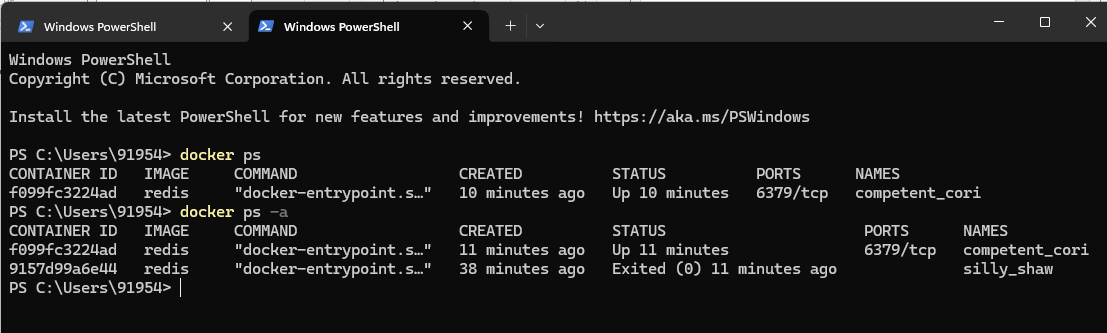 Windows PowerShell Windows PowerShell
Windows PowerShell
Copyright (C) Microsoft Corporation. All rights reserved.
Install the latest PowerShell for new features and improvements! https://aka.ms/PSWindows
PS C:\Users\91954> docker ps
CONTAINER ID IMAGE COMMAND CREATED STATUS PORTS NAMES
f099fc3224ad redis "docker-entrypoint.s…" 10 minutes ago Up 10 minutes 6379/tcp competent_cori
PS C:\Users\91954> docker ps -a
CONTAINER ID IMAGE COMMAND CREATED STATUS PORTS NAMES
f099fc3224ad redis "docker-entrypoint.s…" 11 minutes ago Up 11 minutes 6379/tcp competent_cori
9157d99a6e44 redis "docker-entrypoint.s…" 38 minutes ago Exited (0) 11 minutes ago silly_shaw
PS C:\Users\91954>